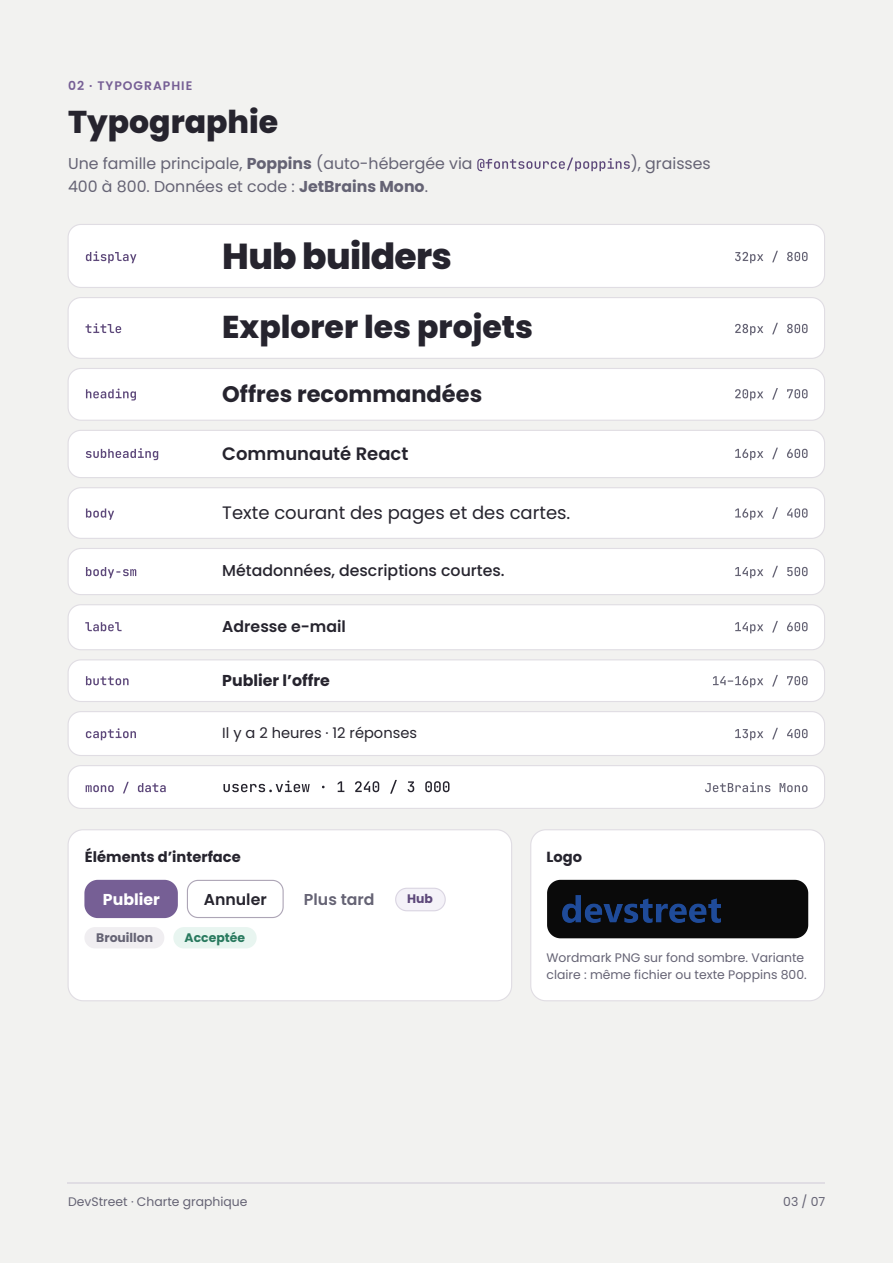 02 · TYPOGRAPHIE
Typographie
Une famille principale, Poppins (auto-hébergée via @fontsource/poppins), graisses
400 à 800. Données et code : JetBrains Mono.
display Hub builders 32px / 800
title Explorer les projets 28px / 800
heading Offres recommandées 20px / 700
subheading Communauté React 16px / 600
body Texte courant des pages et des cartes. 16px / 400
body-sm Métadonnées, descriptions courtes. 14px / 500
label Adresse e-mail 14px / 600
button Publier l’offre 14–16px / 700
caption Il y a 2 heures · 12 réponses 13px / 400
mono / data users.view · 1 240 / 3 000 JetBrains Mono
Éléments d’interface
Publier Annuler Plus tard Hub
Brouillon Acceptée
Logo
devstreet
Wordmark PNG sur fond sombre. Variante
claire : même fichier ou texte Poppins 800.
DevStreet · Charte graphique 03 / 07